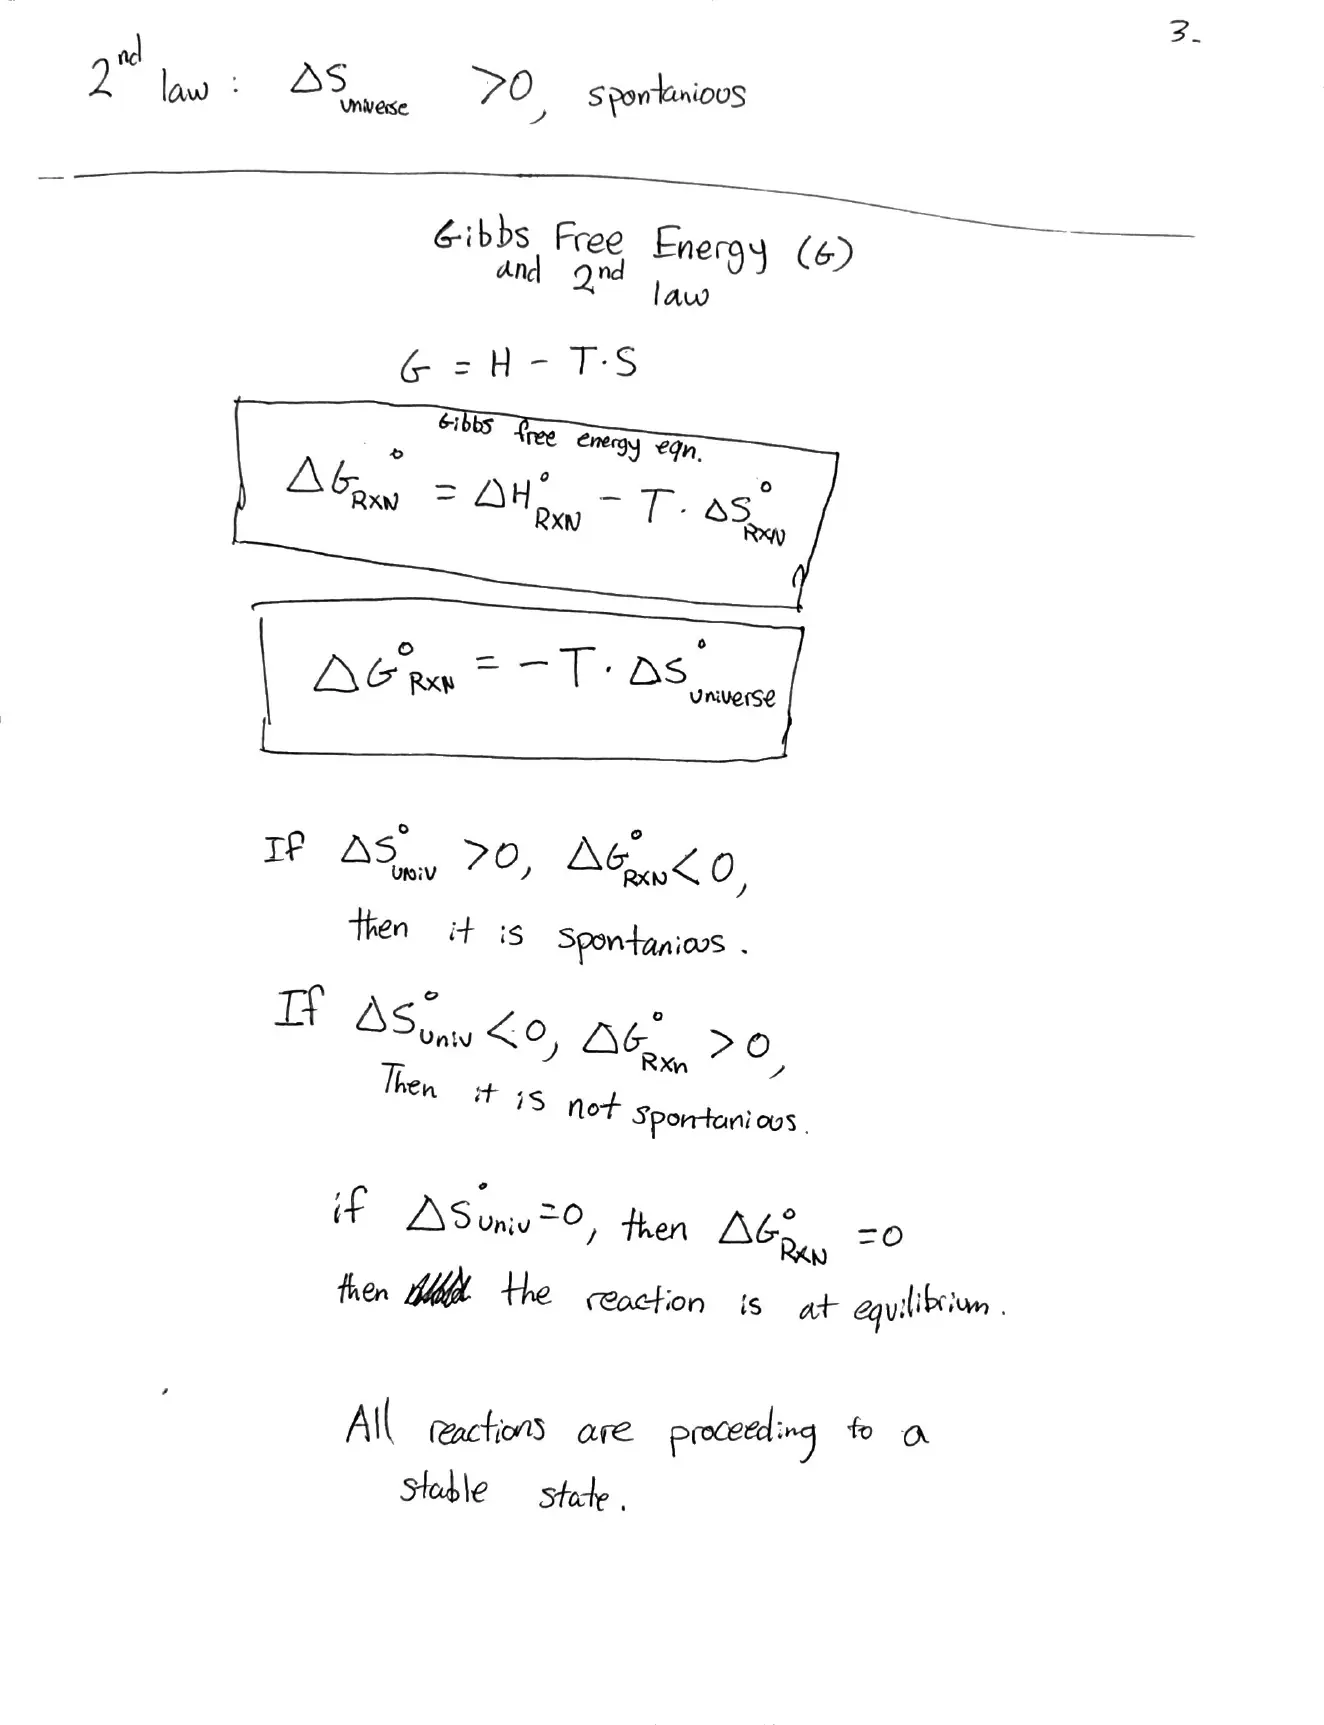 3.
2nd law : ΔS universe >0, spontanious
Gibbs Free Energy (G)
and 2nd law
G = H - T·S
Gibbs free energy eqn.
ΔG°RXN = ΔH°RXN - T · ΔS°RXN
ΔG°RXN = -T · ΔS°universe
If ΔS°UNIV >0, ΔG°RXN < 0,
then it is spontanious.
If ΔS°univ <0, ΔG°RXn >0,
Then it is not spontanious.
if ΔS°univ =0, then ΔG°RXN =0
then the reaction is at equilibrium.
All reactions are proceeding to a
stable state.